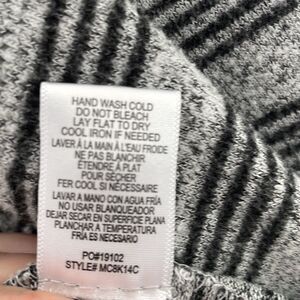 HAND WASH COLD
DO NOT BLEACH
LAY FLAT TO DRY
COOL IRON IF NEEDED
LAVER À LA MAIN À L'EAU FROIDE
NE PAS BLANCHIR
ÉTENDRE À PLAT
POUR SÉCHER
FER COOL SI NÉCESSAIRE
LAVAR A MANO CON AGUA FRÍA
NO USAR BLANQUEADOR
DEJAR SECAR EN SUPERFICIE PLANA
PLANCHAR A TEMPERATURA
FRÍA ES NECESARIO
PO#19102
STYLE# MC8K14C